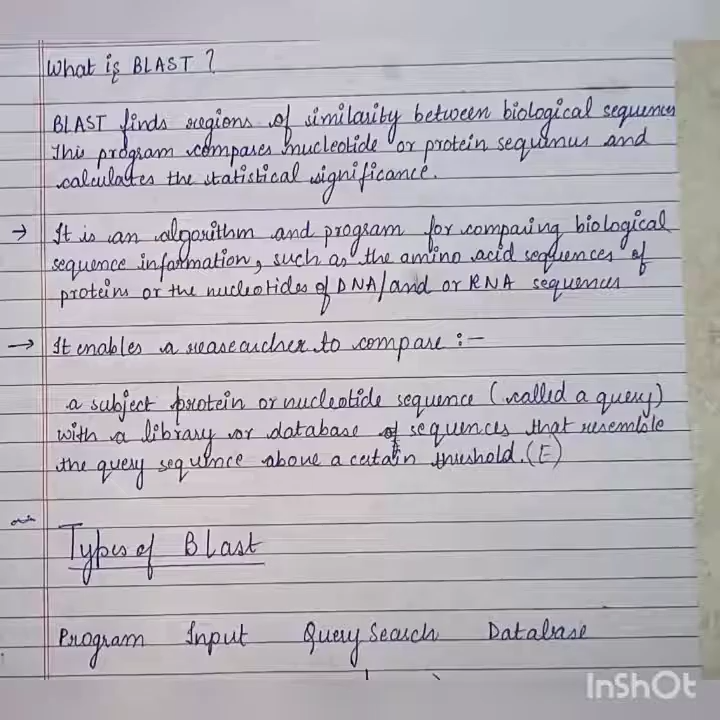 What is BLAST ?
BLAST finds regions of similarity between biological sequences
This program compares nucleotide or protein sequences and
calculates the statistical significance.
→ It is an algorithm and program for comparing biological
sequence information, such as the amino acid sequences of
proteins or the nucleotides of DNA/and or RNA sequences
→ It enables a researcher to compare :-
a subject protein or nucleotide sequence (called a query)
with a library or database of sequences that resemble
the query sequence above a certain threshold. (E)
Types of BLast
Program Input Query Search Database
InShOt